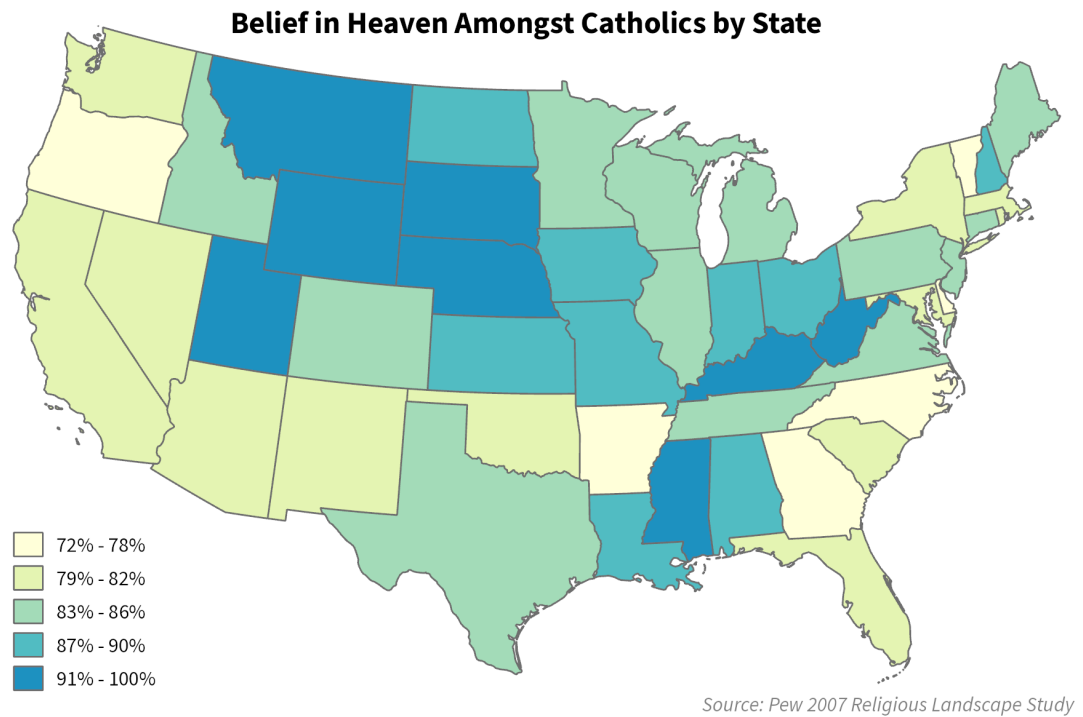 Belief in Heaven Amongst Catholics by State
72% - 78%
79% - 82%
83% - 86%
87% - 90%
91% - 100%
Source: Pew 2007 Religious Landscape Study